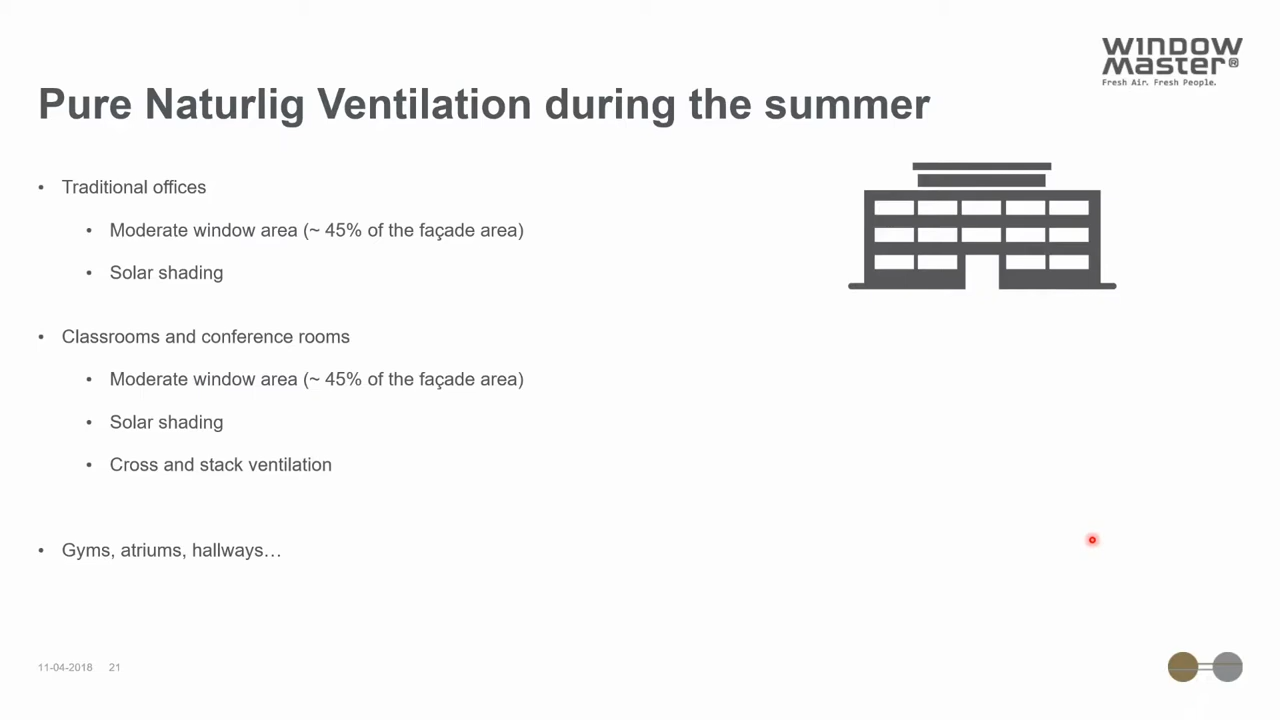 WINDOW
Master®
Fresh Air. Fresh People.
Pure Naturlig Ventilation during the summer
• Traditional offices
• Moderate window area (~ 45% of the façade area)
• Solar shading
• Classrooms and conference rooms
• Moderate window area (~ 45% of the façade area)
• Solar shading
• Cross and stack ventilation
• Gyms, atriums, hallways…
11-04-2018 21